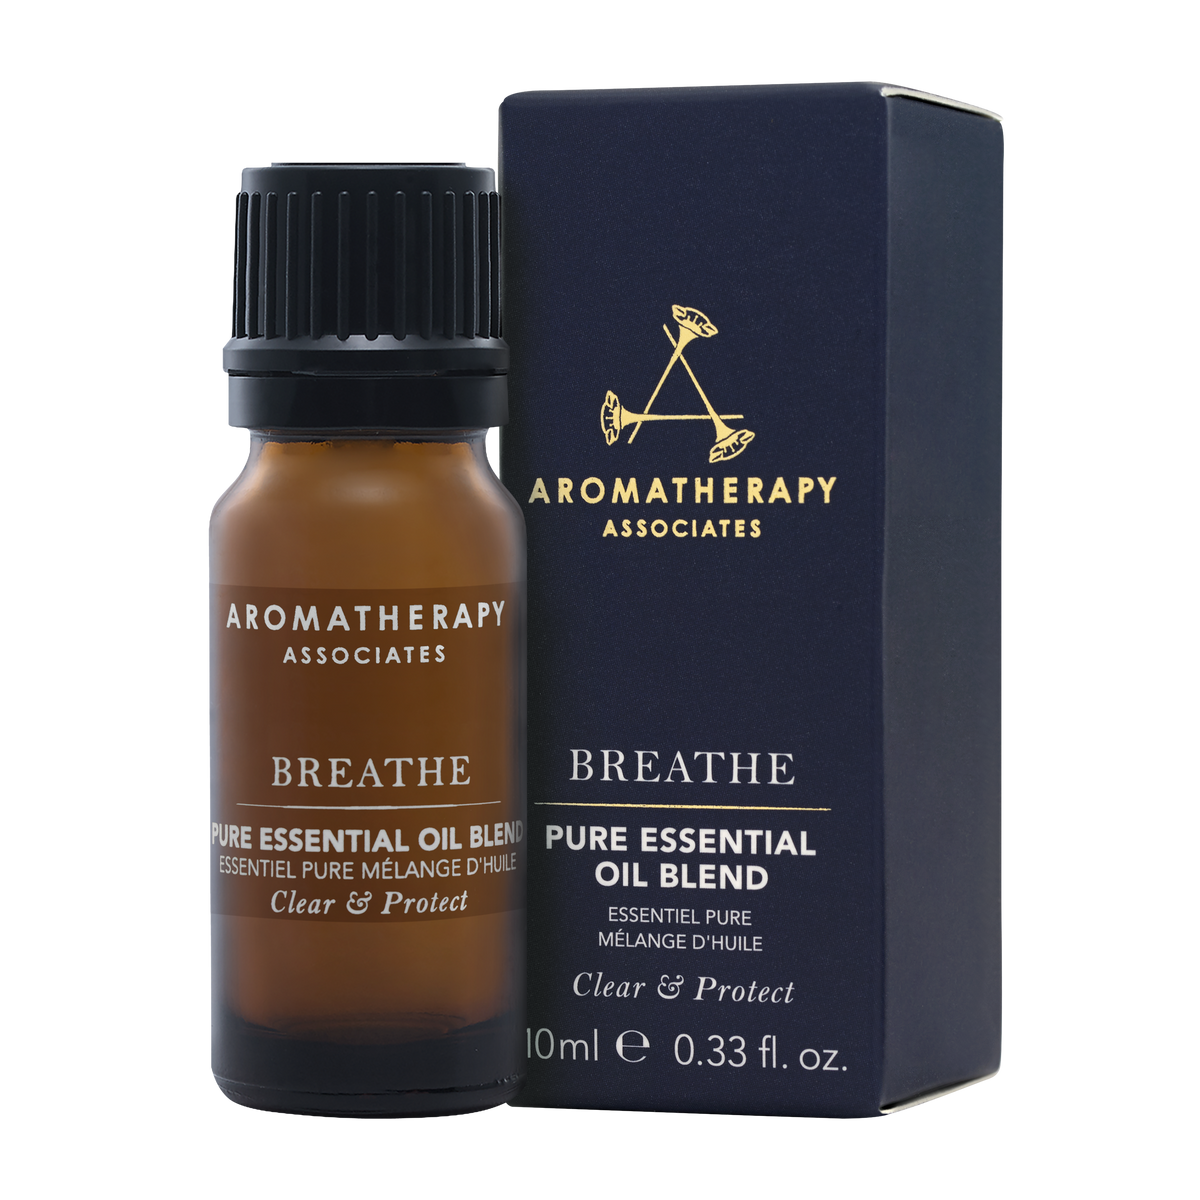 AROMATHERAPY
ASSOCIATES
BREATHE
PURE ESSENTIAL OIL BLEND
ESSENTIEL PURE MÉLANGE D'HUILE
Clear & Protect
AROMATHERAPY
ASSOCIATES
BREATHE
PURE ESSENTIAL
OIL BLEND
ESSENTIEL PURE
MÉLANGE D'HUILE
Clear & Protect
10ml ℮ 0.33 fl. oz.